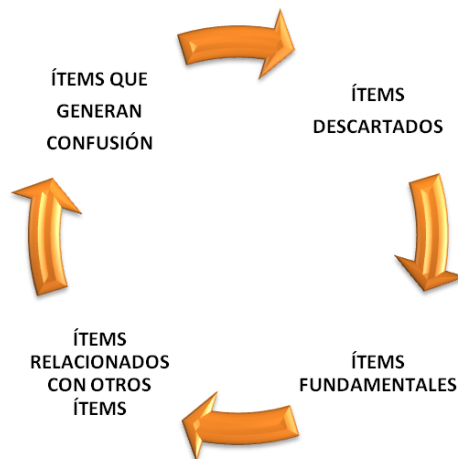 ÍTEMS QUE
GENERAN
CONFUSIÓN
ÍTEMS
DESCARTADOS
ÍTEMS
RELACIONADOS
CON OTROS
ÍTEMS
ÍTEMS
FUNDAMENTALES